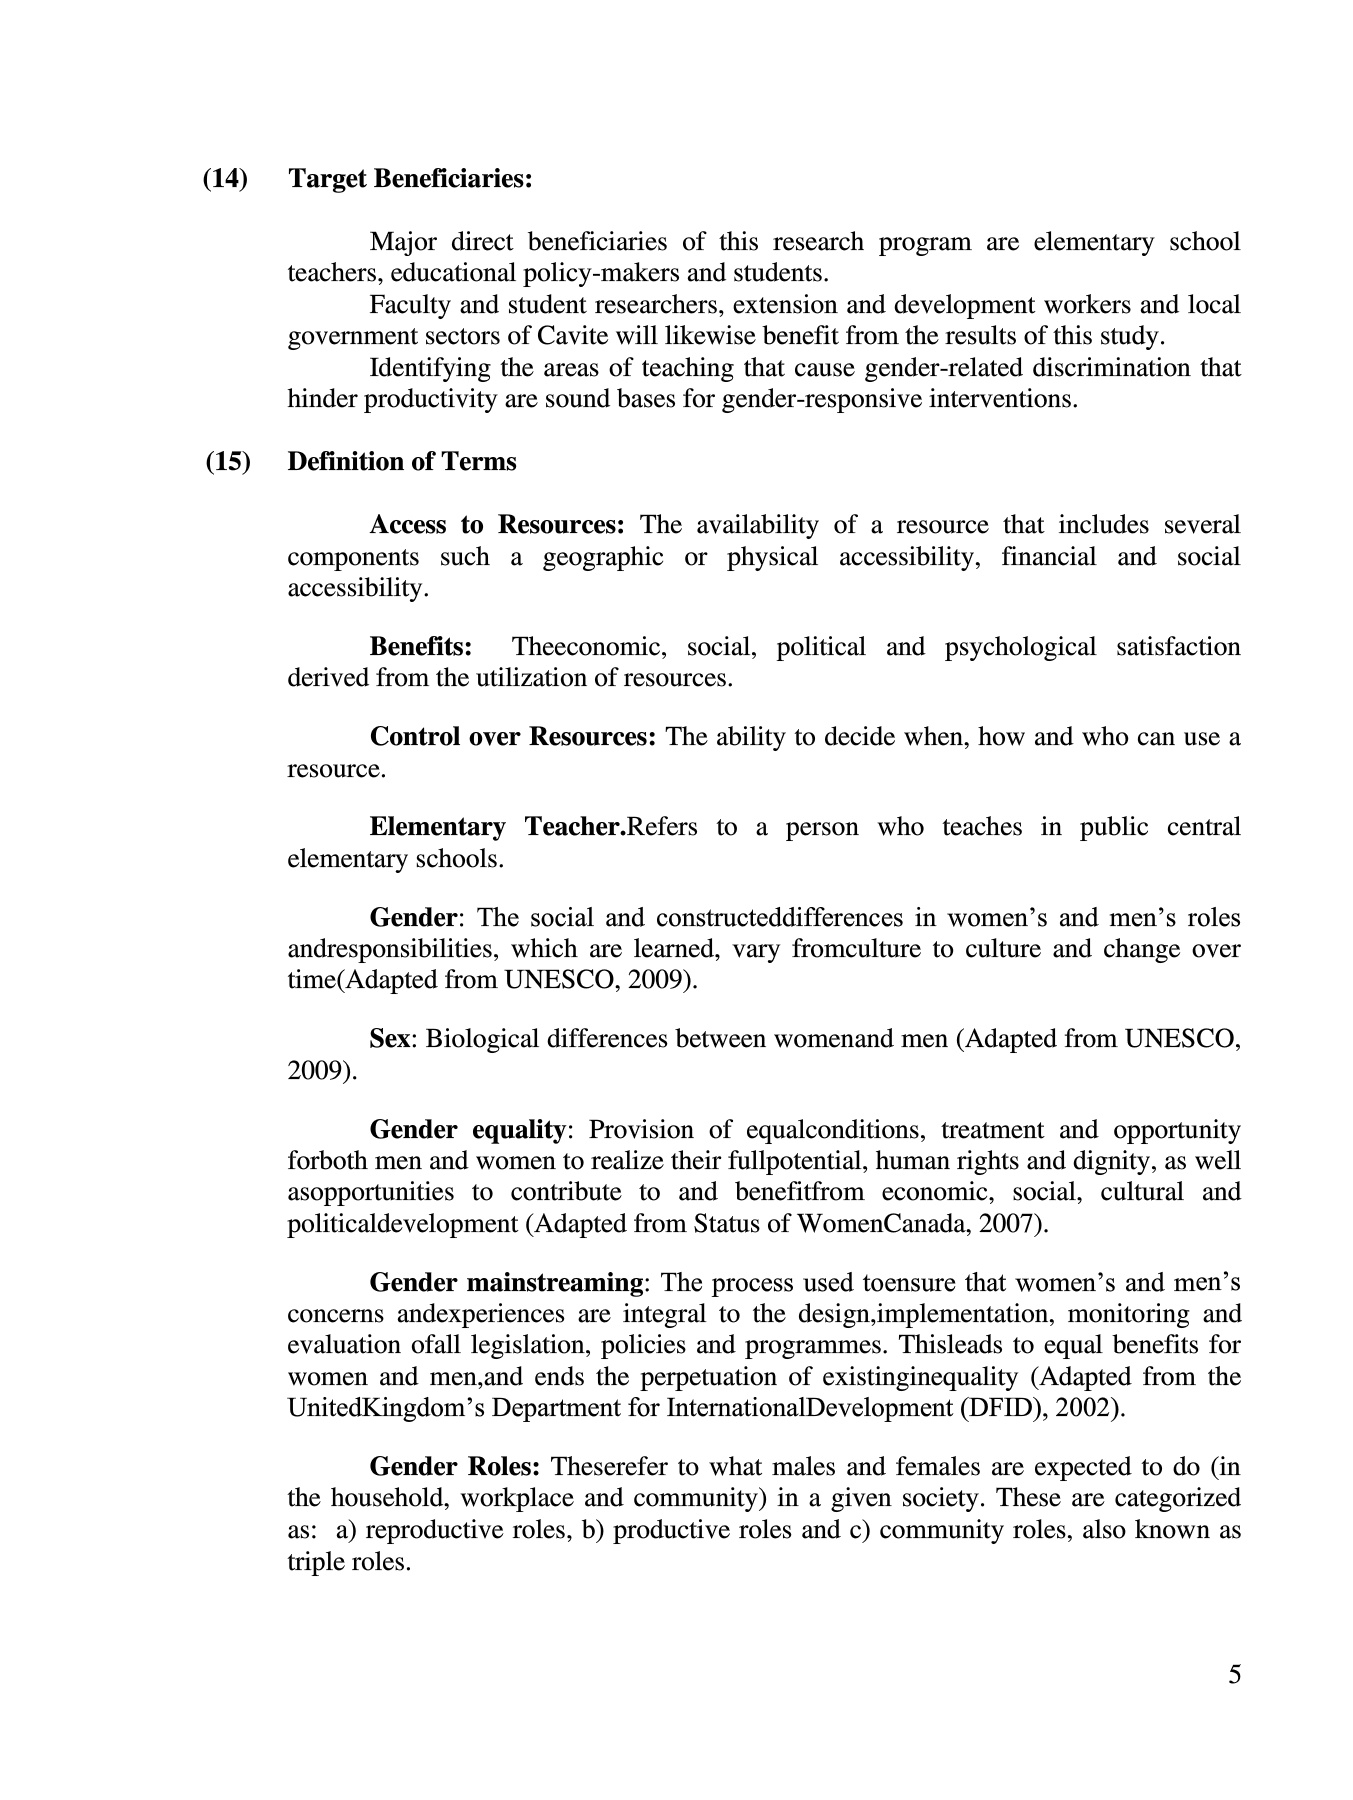 (14) Target Beneficiaries:
Major direct beneficiaries of this research program are elementary school
teachers, educational policy-makers and students.
Faculty and student researchers, extension and development workers and local
government sectors of Cavite will likewise benefit from the results of this study.
Identifying the areas of teaching that cause gender-related discrimination that
hinder productivity are sound bases for gender-responsive interventions.
(15) Definition of Terms
Access to Resources: The availability of a resource that includes several
components such a geographic or physical accessibility, financial and social
accessibility.
Benefits: Theeconomic, social, political and psychological satisfaction
derived from the utilization of resources.
Control over Resources: The ability to decide when, how and who can use a
resource.
Elementary Teacher.Refers to a person who teaches in public central
elementary schools.
Gender: The social and constructeddifferences in women’s and men’s roles
andresponsibilities, which are learned, vary fromculture to culture and change over
time(Adapted from UNESCO, 2009).
Sex: Biological differences between womenand men (Adapted from UNESCO,
2009).
Gender equality: Provision of equalconditions, treatment and opportunity
forboth men and women to realize their fullpotential, human rights and dignity, as well
asopportunities to contribute to and benefitfrom economic, social, cultural and
politicaldevelopment (Adapted from Status of WomenCanada, 2007).
Gender mainstreaming: The process used toensure that women’s and men’s
concerns andexperiences are integral to the design,implementation, monitoring and
evaluation ofall legislation, policies and programmes. Thisleads to equal benefits for
women and men,and ends the perpetuation of existinginequality (Adapted from the
UnitedKingdom’s Department for InternationalDevelopment (DFID), 2002).
Gender Roles: Theserefer to what males and females are expected to do (in
the household, workplace and community) in a given society. These are categorized
as: a) reproductive roles, b) productive roles and c) community roles, also known as
triple roles.
5